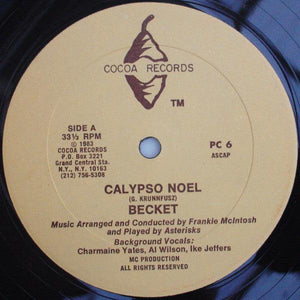 COCOA RECORDS
TM
SIDE A
33⅓ RPM
℗ 1983
COCOA RECORDS
P.O. Box 3221
Grand Central Sta.
N.Y., N.Y. 10163
(212) 756-5308
PC 6
ASCAP
CALYPSO NOEL
(G. KRUNNFUSZ)
BECKET
Music Arranged and Conducted by Frankie McIntosh
and Played by Asterisks
Background Vocals:
Charmaine Yates, Al Wilson, Ike Jeffers
MC PRODUCTION
ALL RIGHTS RESERVED